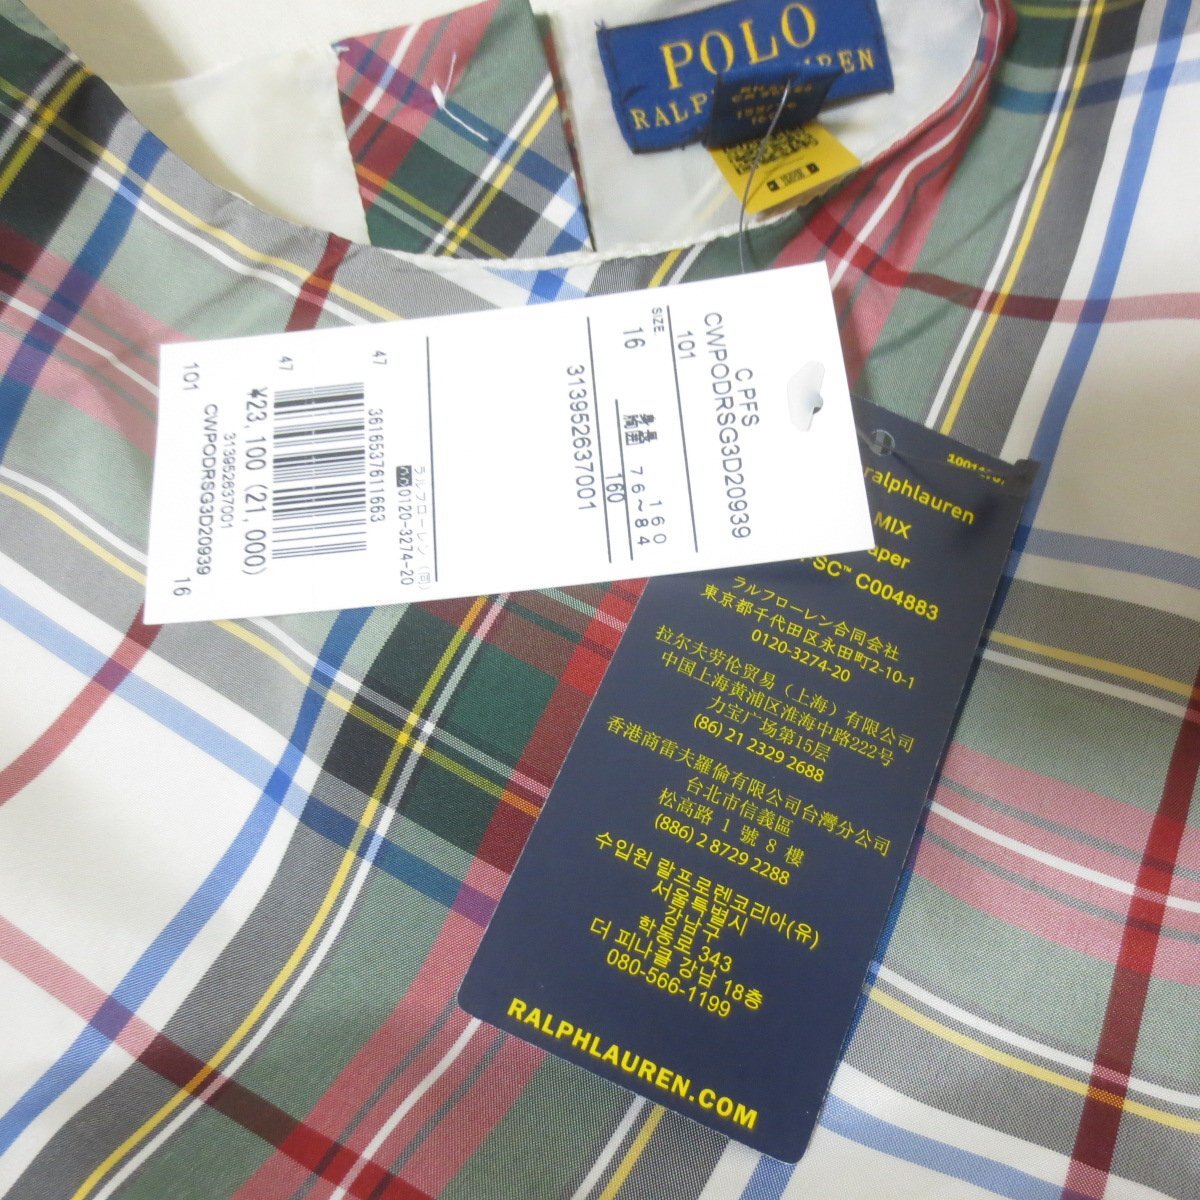 POLO
RALPH LAUREN
C.PFS
CWPODRSG3D20939
101
SIZE
16
身長 160
胸囲 76~84
160
313952637001
ラルフローレン(同)
0120-3274-20
3616537611663
47
47
¥23,100 (21,000)
313952637001
CWPODRSG3D20939
101
16
ralphlauren
MIX
aper
FSC™ C004883
ラルフローレン合同会社
東京都千代田区永田町2-10-1
0120-3274-20
拉尔夫劳伦贸易(上海)有限公司
中国上海黄浦区淮海中路222号
力宝广场第15层
(86) 21 2329 2688
香港商雷夫羅倫有限公司台灣分公司
台北市信義區
松高路 1 號 8 樓
(886) 2 8729 2288
수입원 랄프로렌코리아(유)
서울특별시
강남구
학동로 343
더 피나클 강남 18층
080-566-1199
RALPHLAUREN.COM